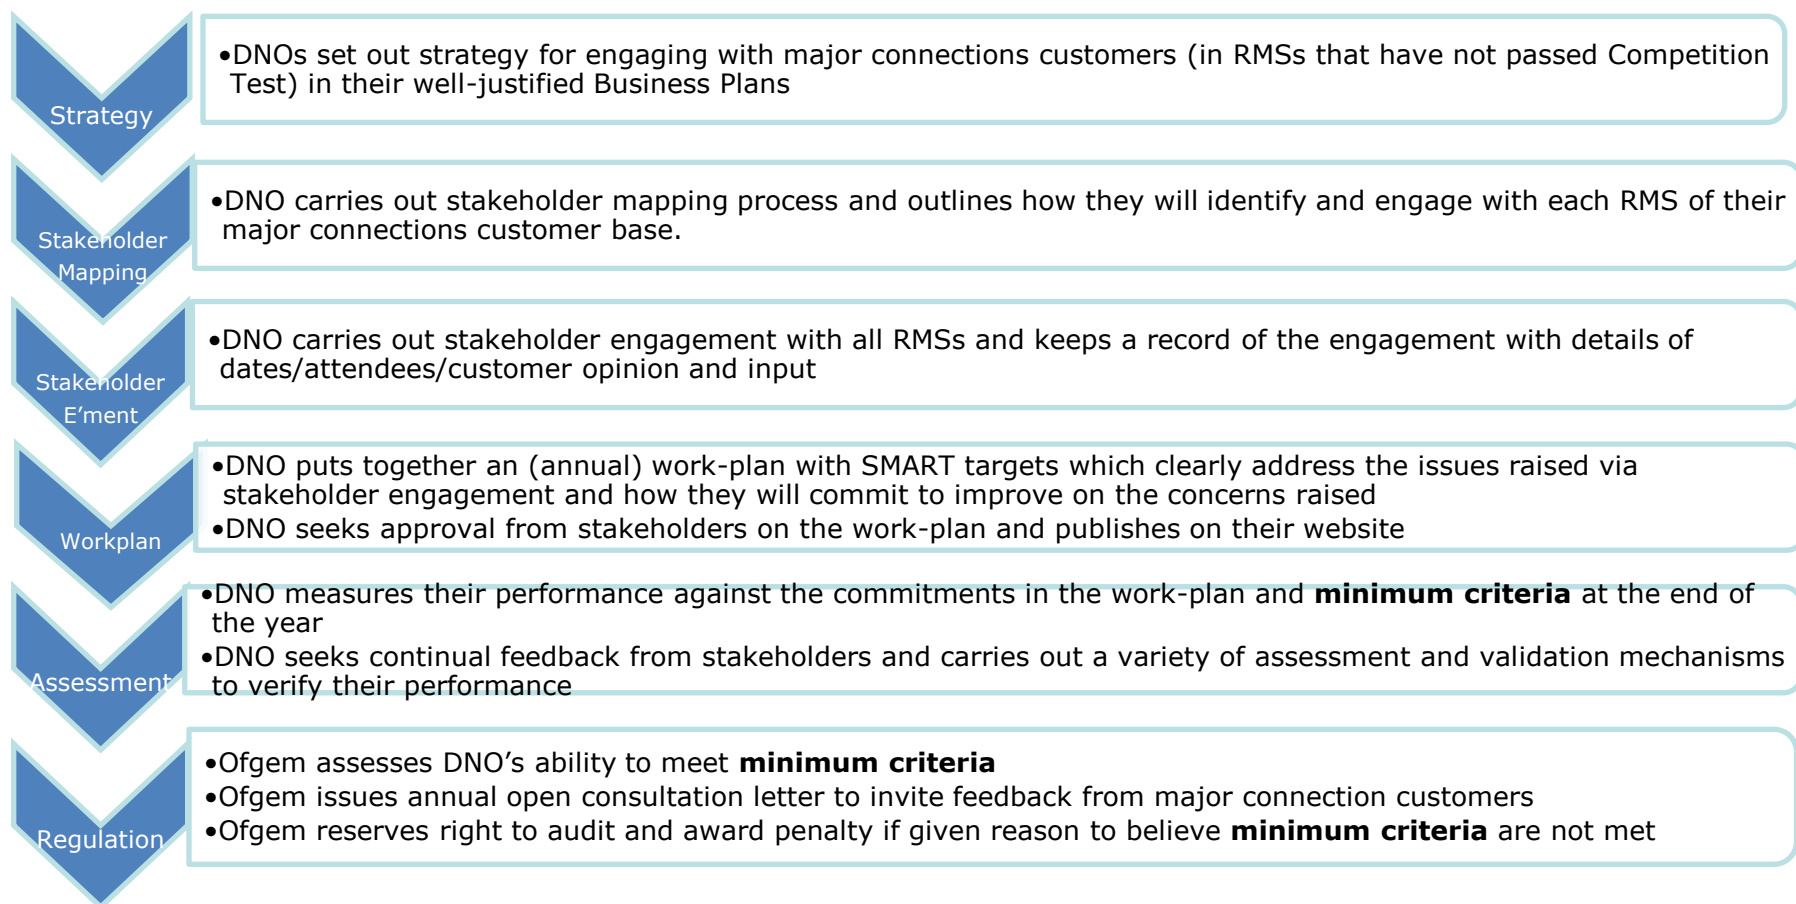 Strategy
•DNOs set out strategy for engaging with major connections customers (in RMSs that have not passed Competition
Test) in their well-justified Business Plans
Stakeholder
Mapping
•DNO carries out stakeholder mapping process and outlines how they will identify and engage with each RMS of their
major connections customer base.
Stakeholder
E’ment
•DNO carries out stakeholder engagement with all RMSs and keeps a record of the engagement with details of
dates/attendees/customer opinion and input
Workplan
•DNO puts together an (annual) work-plan with SMART targets which clearly address the issues raised via
stakeholder engagement and how they will commit to improve on the concerns raised
•DNO seeks approval from stakeholders on the work-plan and publishes on their website
Assessment
•DNO measures their performance against the commitments in the work-plan and minimum criteria at the end of
the year
•DNO seeks continual feedback from stakeholders and carries out a variety of assessment and validation mechanisms
to verify their performance
Regulation
•Ofgem assesses DNO’s ability to meet minimum criteria
•Ofgem issues annual open consultation letter to invite feedback from major connection customers
•Ofgem reserves right to audit and award penalty if given reason to believe minimum criteria are not met